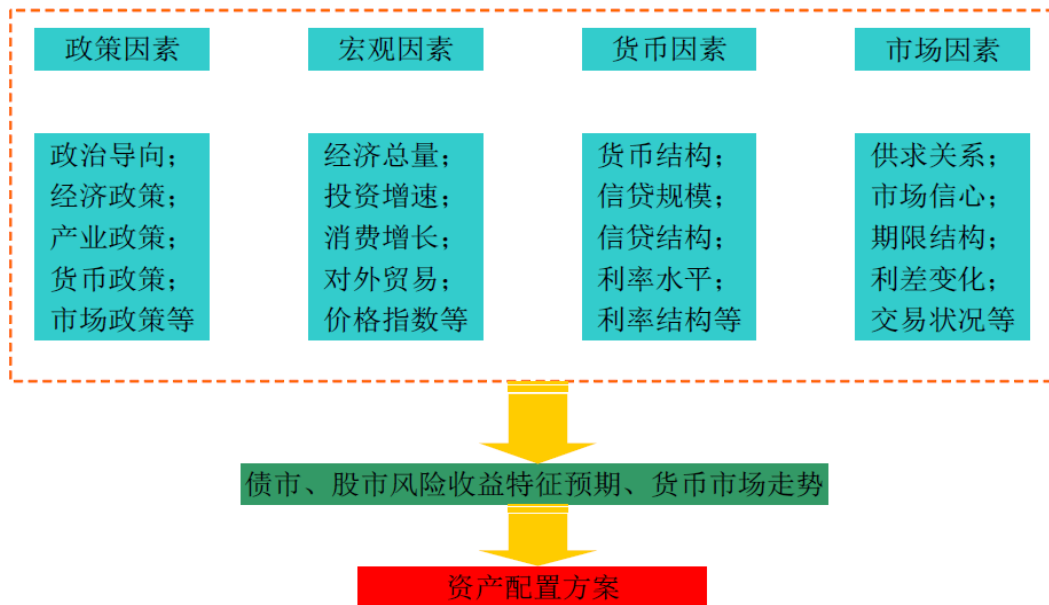 政策因素
宏观因素
货币因素
市场因素
政治导向；
经济政策；
产业政策；
货币政策；
市场政策等
经济总量；
投资增速；
消费增长；
对外贸易；
价格指数等
货币结构；
信贷规模；
信贷结构；
利率水平；
利率结构等
供求关系；
市场信心；
期限结构；
利差变化；
交易状况等
债市、股市风险收益特征预期、货币市场走势
资产配置方案